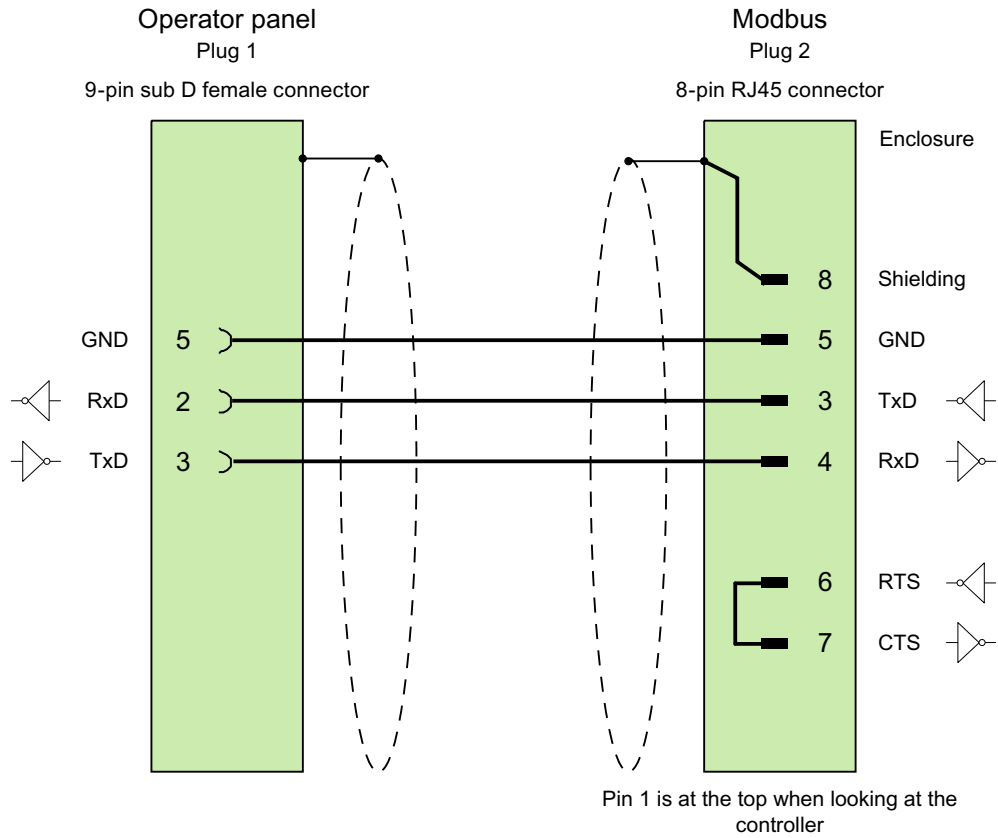 Operator panel
Plug 1
9-pin sub D female connector
Modbus
Plug 2
8-pin RJ45 connector
Enclosure
8 Shielding
GND 5 5 GND
RxD 2 3 TxD
TxD 3 4 RxD
6 RTS
7 CTS
Pin 1 is at the top when looking at the
controller